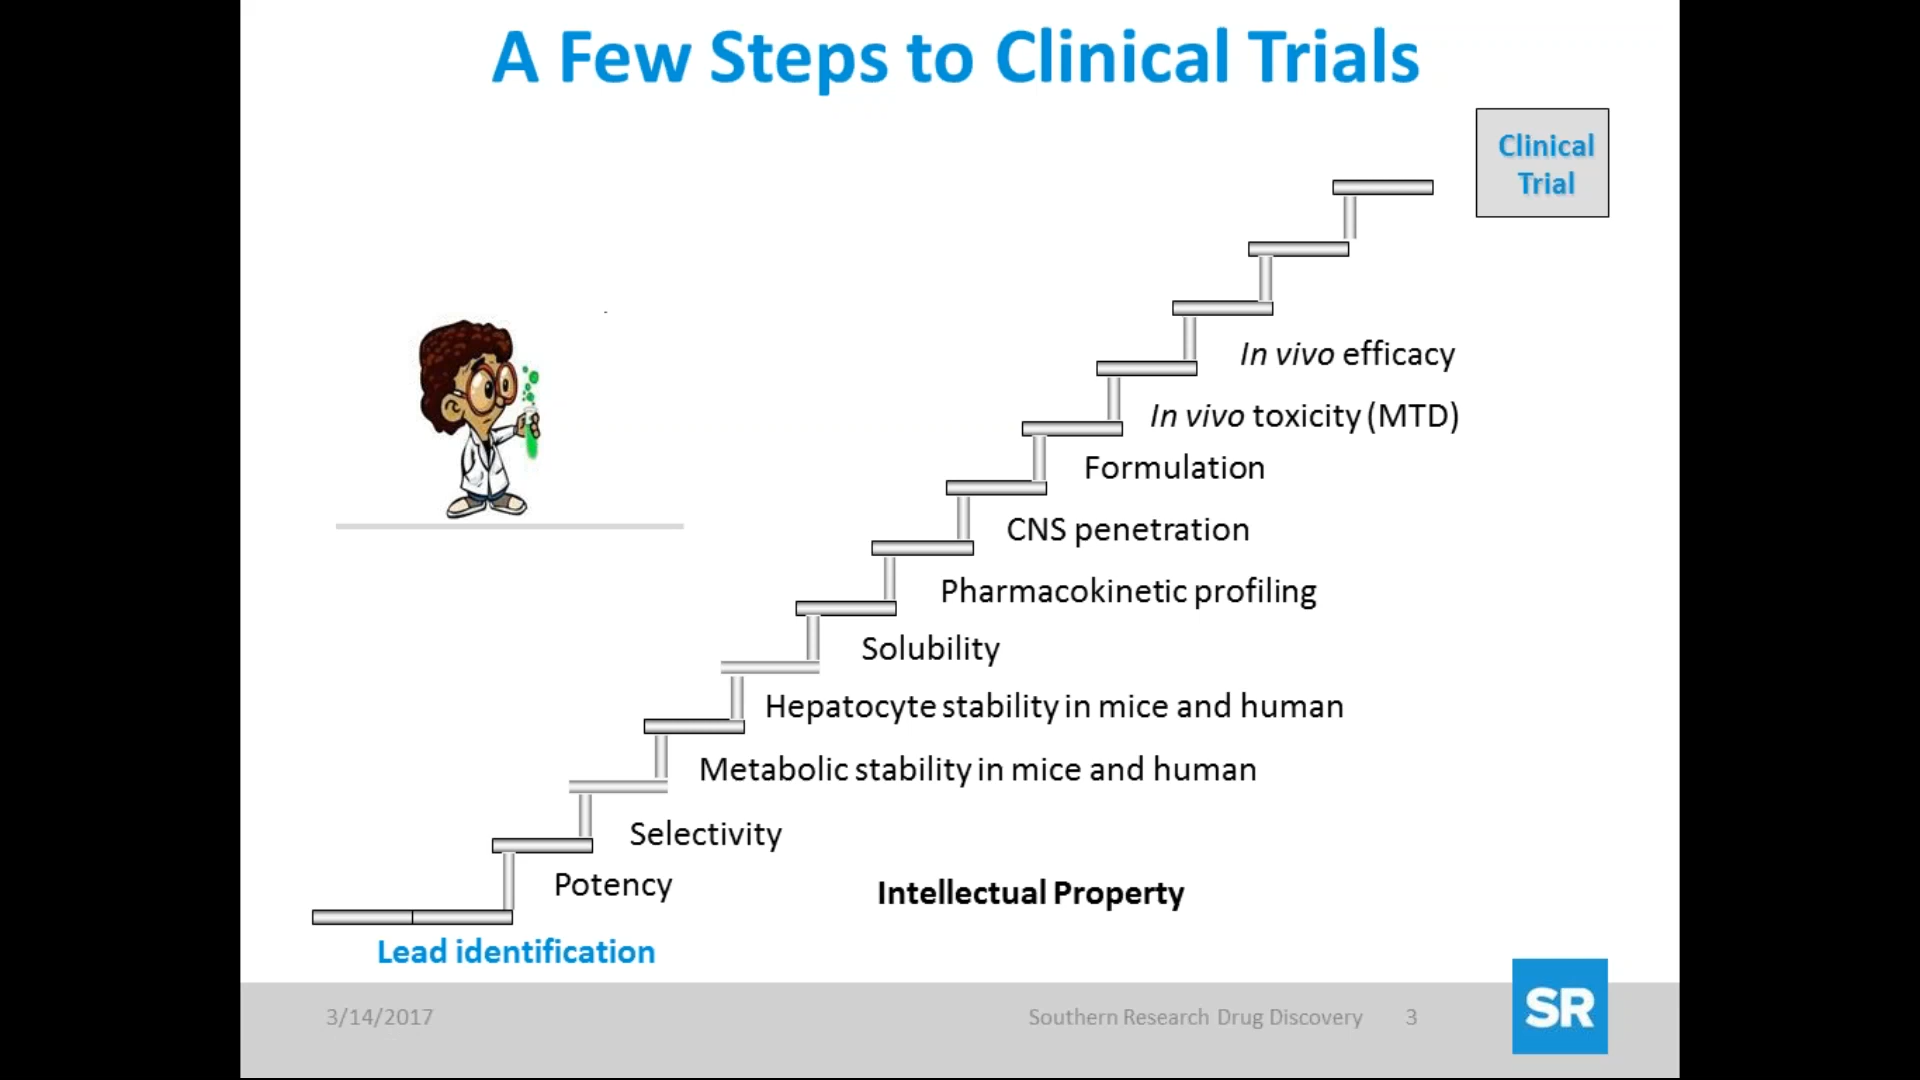 A Few Steps to Clinical Trials
Clinical
Trial
In vivo efficacy
In vivo toxicity (MTD)
Formulation
CNS penetration
Pharmacokinetic profiling
Solubility
Hepatocyte stability in mice and human
Metabolic stability in mice and human
Selectivity
Potency
Intellectual Property
Lead identification
3/14/2017
Southern Research Drug Discovery 3
SR